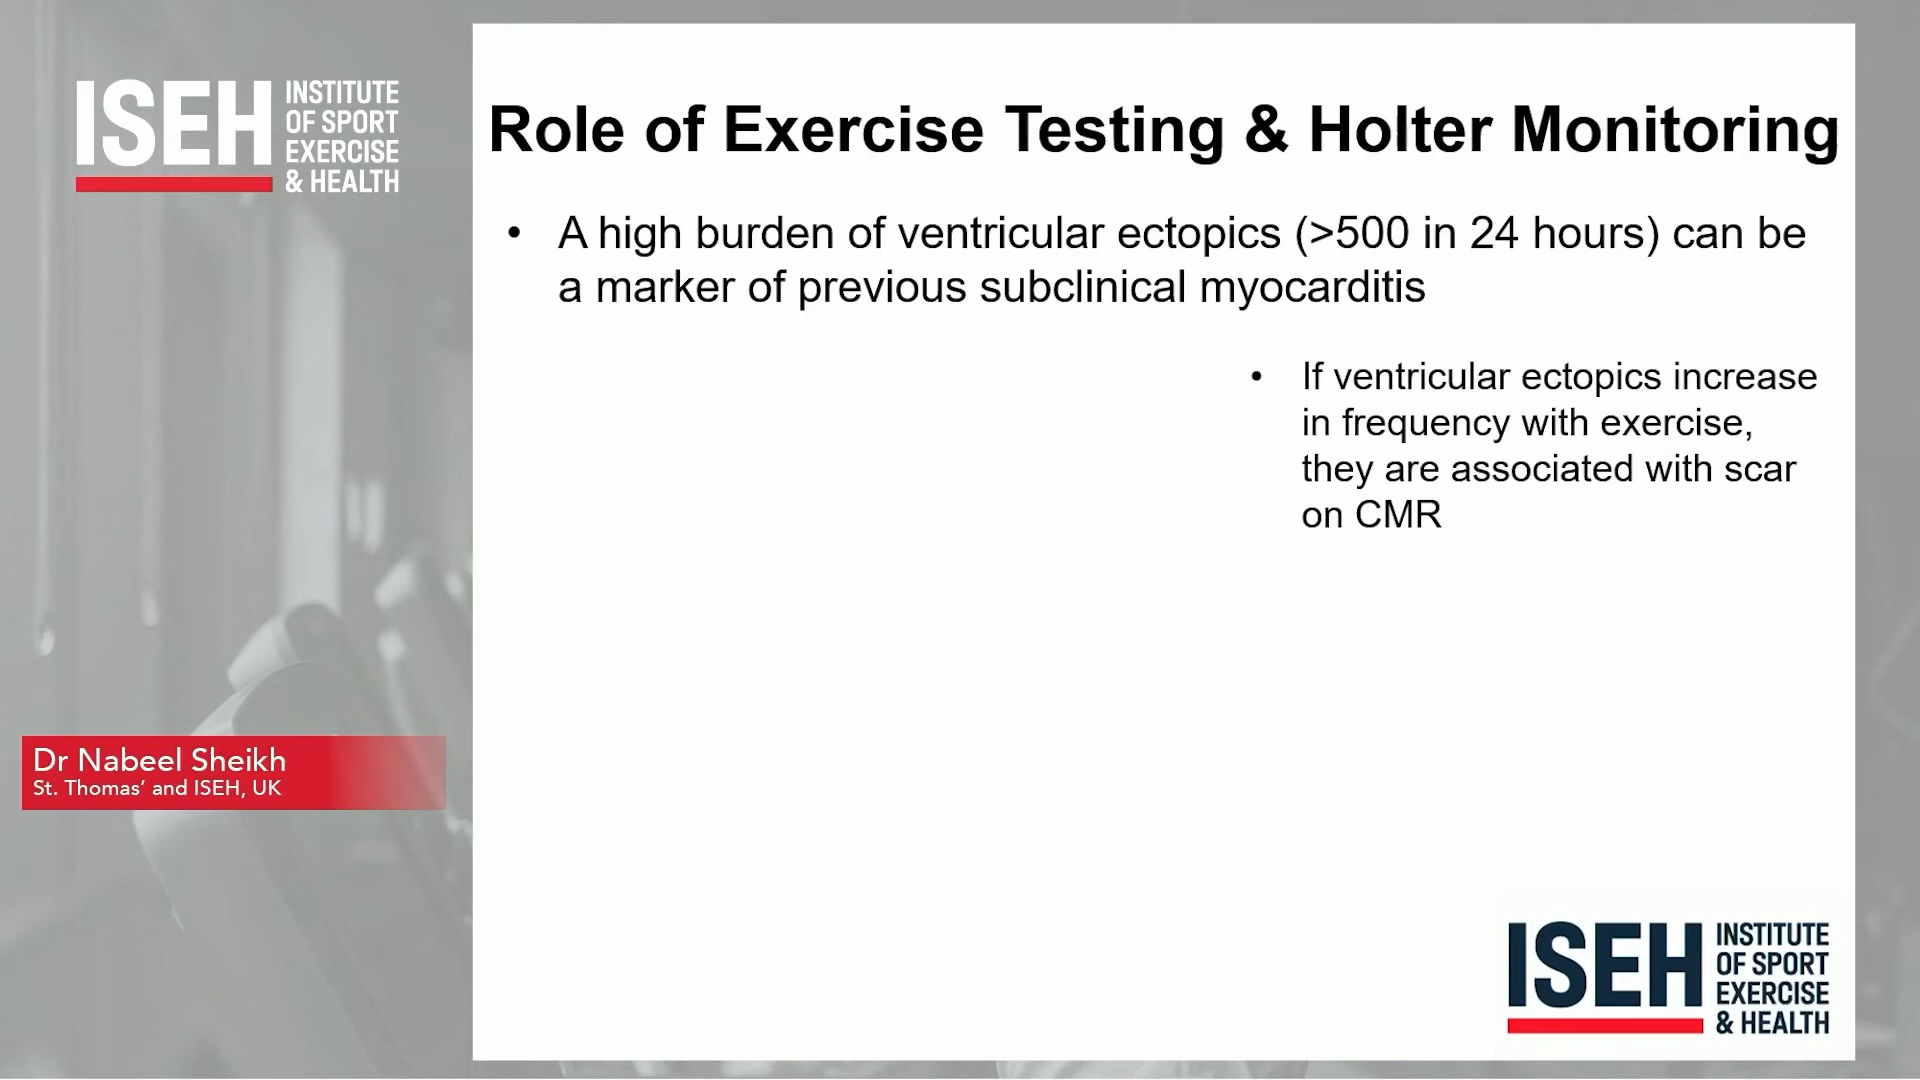 ISEH
INSTITUTE
OF SPORT
EXERCISE
& HEALTH
Role of Exercise Testing & Holter Monitoring
• A high burden of ventricular ectopics (>500 in 24 hours) can be
a marker of previous subclinical myocarditis
• If ventricular ectopics increase
in frequency with exercise,
they are associated with scar
on CMR
Dr Nabeel Sheikh
St. Thomas’ and ISEH, UK
ISEH
INSTITUTE
OF SPORT
EXERCISE
& HEALTH